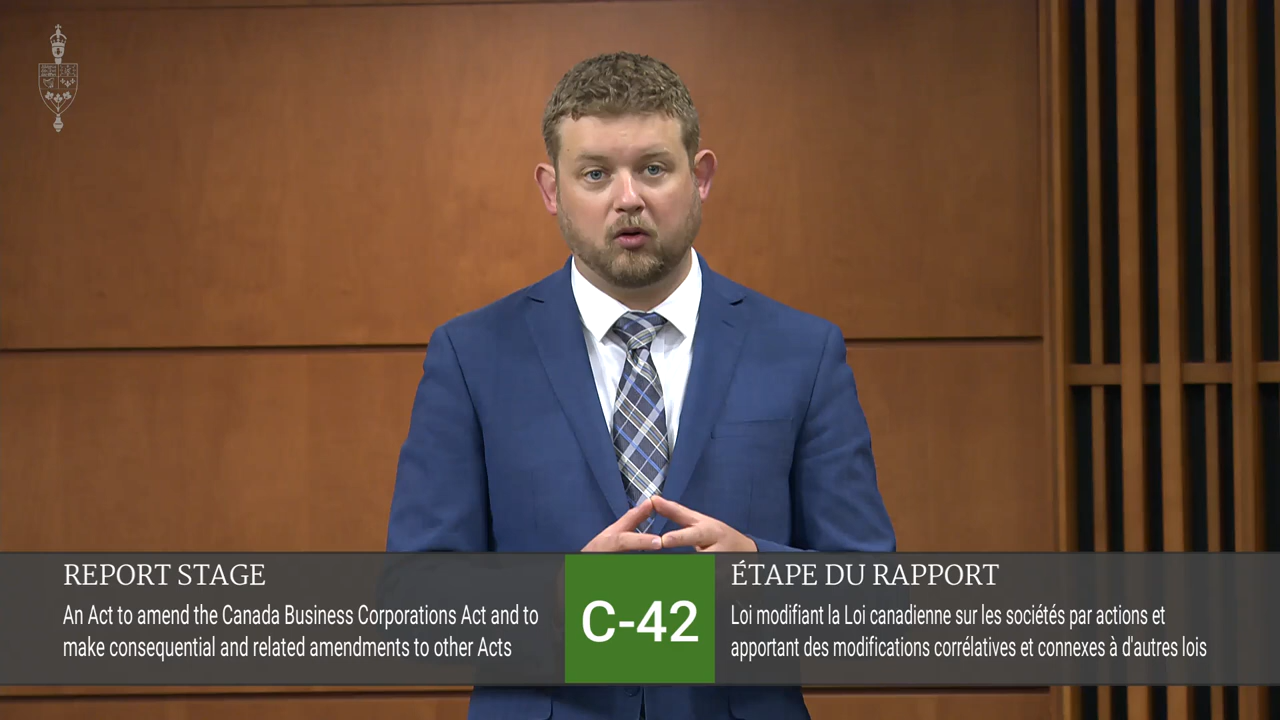 REPORT STAGE
An Act to amend the Canada Business Corporations Act and to
make consequential and related amendments to other Acts
C-42
ÉTAPE DU RAPPORT
Loi modifiant la Loi canadienne sur les sociétés par actions et
apportant des modifications corrélatives et connexes à d'autres lois